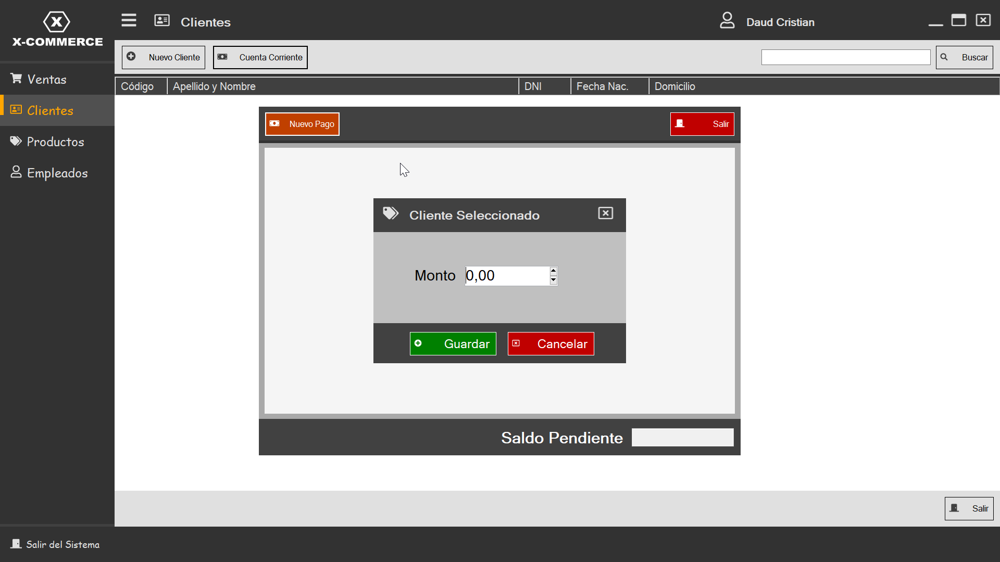 X
X-COMMERCE
Clientes
Daud Cristian
Nuevo Cliente
Cuenta Corriente
Buscar
Código
Apellido y Nombre
DNI
Fecha Nac.
Domicilio
Ventas
Clientes
Productos
Empleados
Nuevo Pago
Salir
Cliente Seleccionado
Monto
0,00
Guardar
Cancelar
Saldo Pendiente
Salir
Salir del Sistema